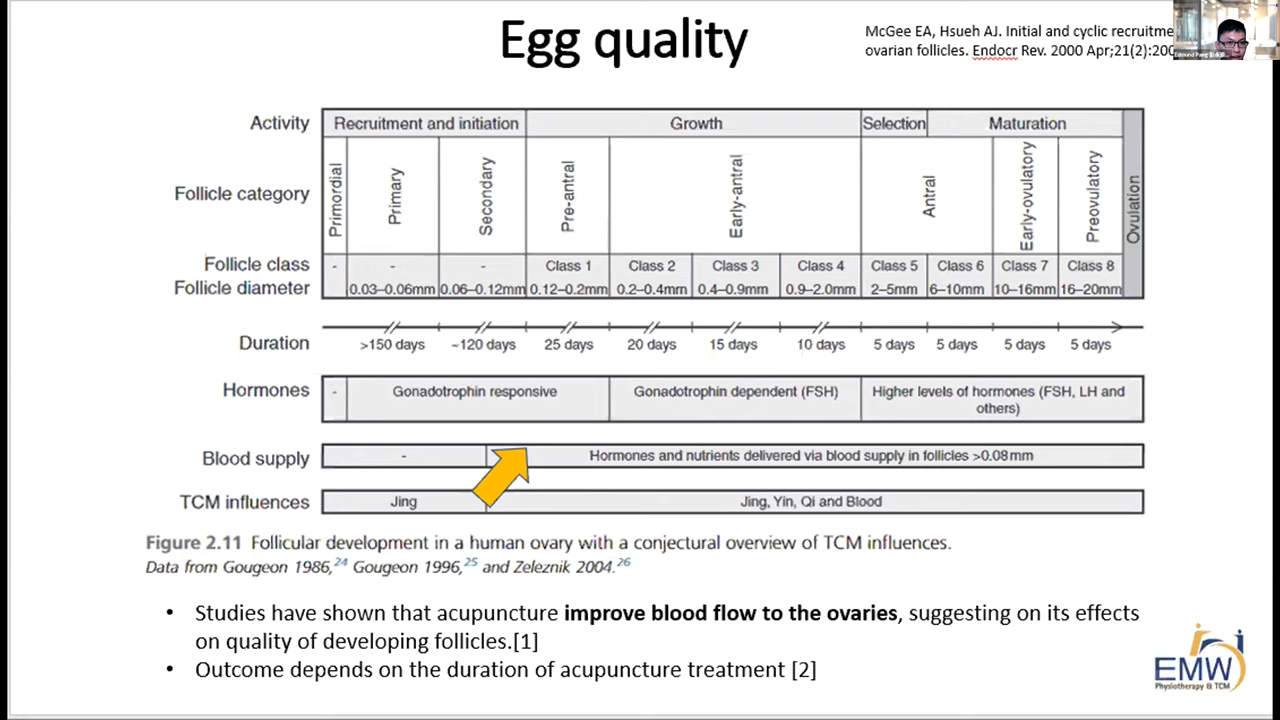 Egg quality
McGee EA, Hsueh AJ. Initial and cyclic
ovarian follicles. Endocr Rev. 2000 Apr;21(2):
Activity Recruitment and initiation Growth Selection Maturation
Follicle category Primordial Primary Secondary Pre-antral Early-antral Antral Early-ovulatory Preovulatory Ovulation
Follicle class - - - Class 1 Class 2 Class 3 Class 4 Class 5 Class 6 Class 7 Class 8
Follicle diameter 0.03–0.06mm 0.06–0.12mm 0.12–0.2mm 0.2–0.4mm 0.4–0.9mm 0.9–2.0mm 2–5mm 6–10mm 10–16mm 16–20mm
Duration >150 days ~120 days 25 days 20 days 15 days 10 days 5 days 5 days 5 days 5 days
Hormones - Gonadotrophin responsive Gonadotrophin dependent (FSH) Higher levels of hormones (FSH, LH and
others)
Blood supply - Hormones and nutrients delivered via blood supply in follicles >0.08mm
TCM influences Jing Jing, Yin, Qi and Blood
Figure 2.11 Follicular development in a human ovary with a conjectural overview of TCM influences.
Data from Gougeon 1986,24 Gougeon 1996,25 and Zeleznik 2004.26
• Studies have shown that acupuncture improve blood flow to the ovaries, suggesting on its effects
on quality of developing follicles.[1]
• Outcome depends on the duration of acupuncture treatment [2]
EMW
Physiotherapy & TCM